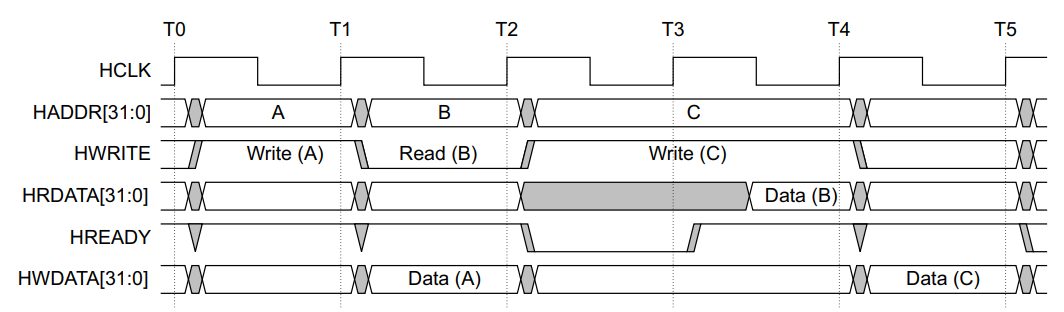 T0 T1 T2 T3 T4 T5
HCLK
HADDR[31:0] A B C
HWRITE Write (A) Read (B) Write (C)
HRDATA[31:0] Data (B)
HREADY
HWDATA[31:0] Data (A) Data (C)